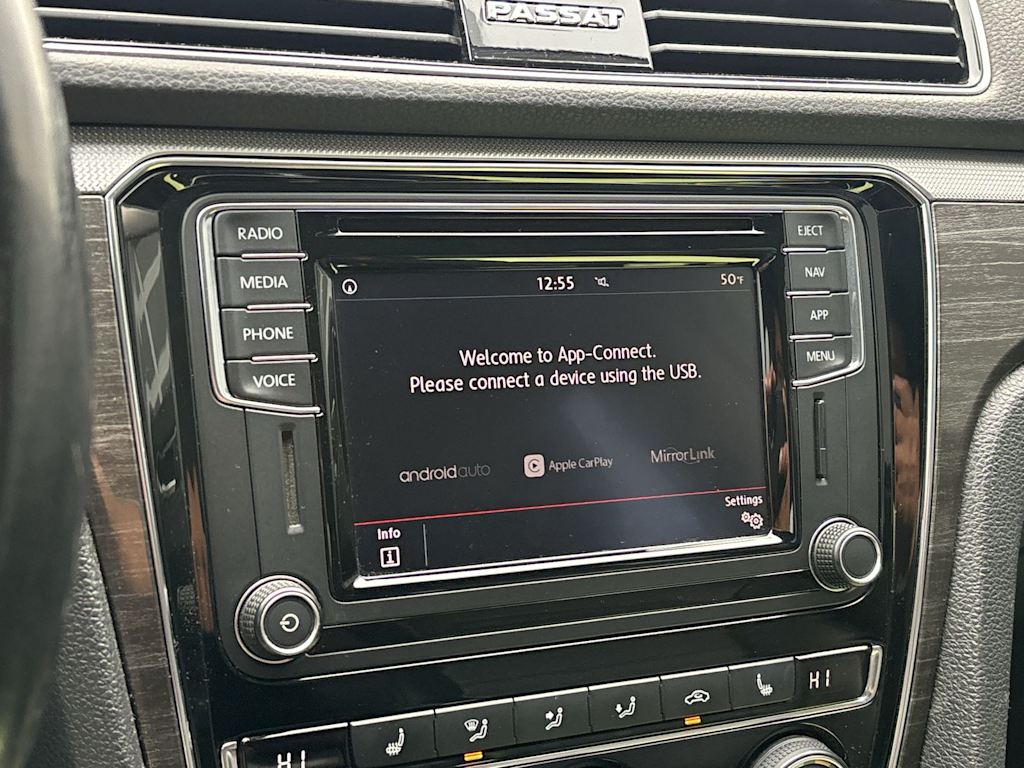 PASSAT
RADIO
MEDIA
PHONE
VOICE
EJECT
NAV
APP
MENU
12:55
50°F
Welcome to App-Connect.
Please connect a device using the USB.
androidauto
Apple CarPlay
MirrorLink
Info
i
Settings
HI
HI